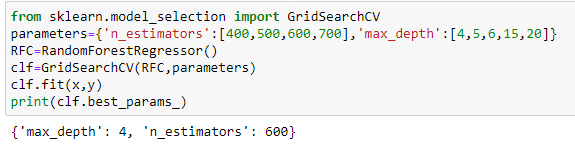 from sklearn.model_selection import GridSearchCV
parameters={'n_estimators':[400,500,600,700],'max_depth':[4,5,6,15,20]}
RFC=RandomForestRegressor()
clf=GridSearchCV(RFC,parameters)
clf.fit(x,y)
print(clf.best_params_)
{'max_depth': 4, 'n_estimators': 600}